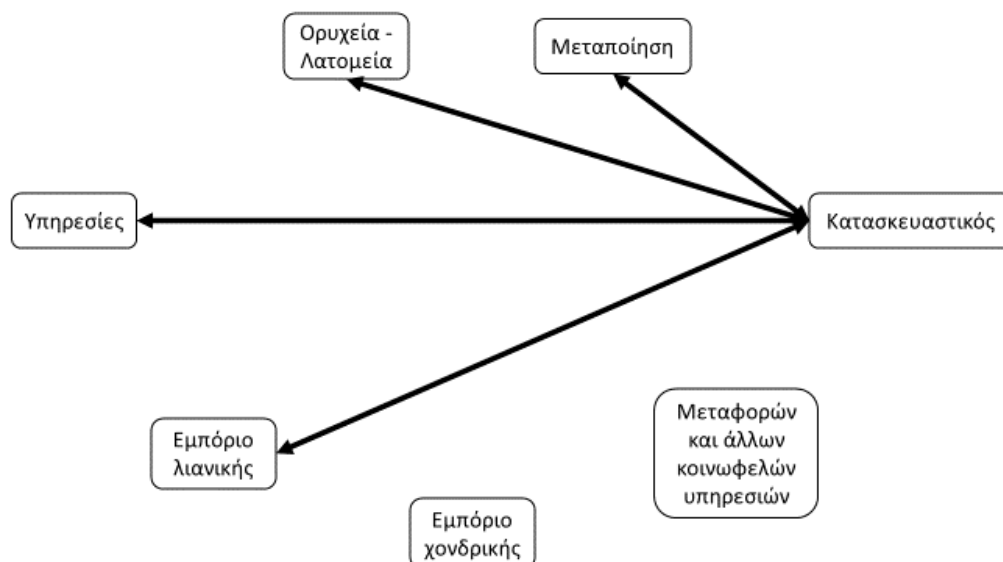 Ορυχεία -
Λατομεία
Μεταποίηση
Υπηρεσίες
Κατασκευαστικός
Εμπόριο
λιανικής
Μεταφορών
και άλλων
κοινωφελών
υπηρεσιών
Εμπόριο
χονδρικής